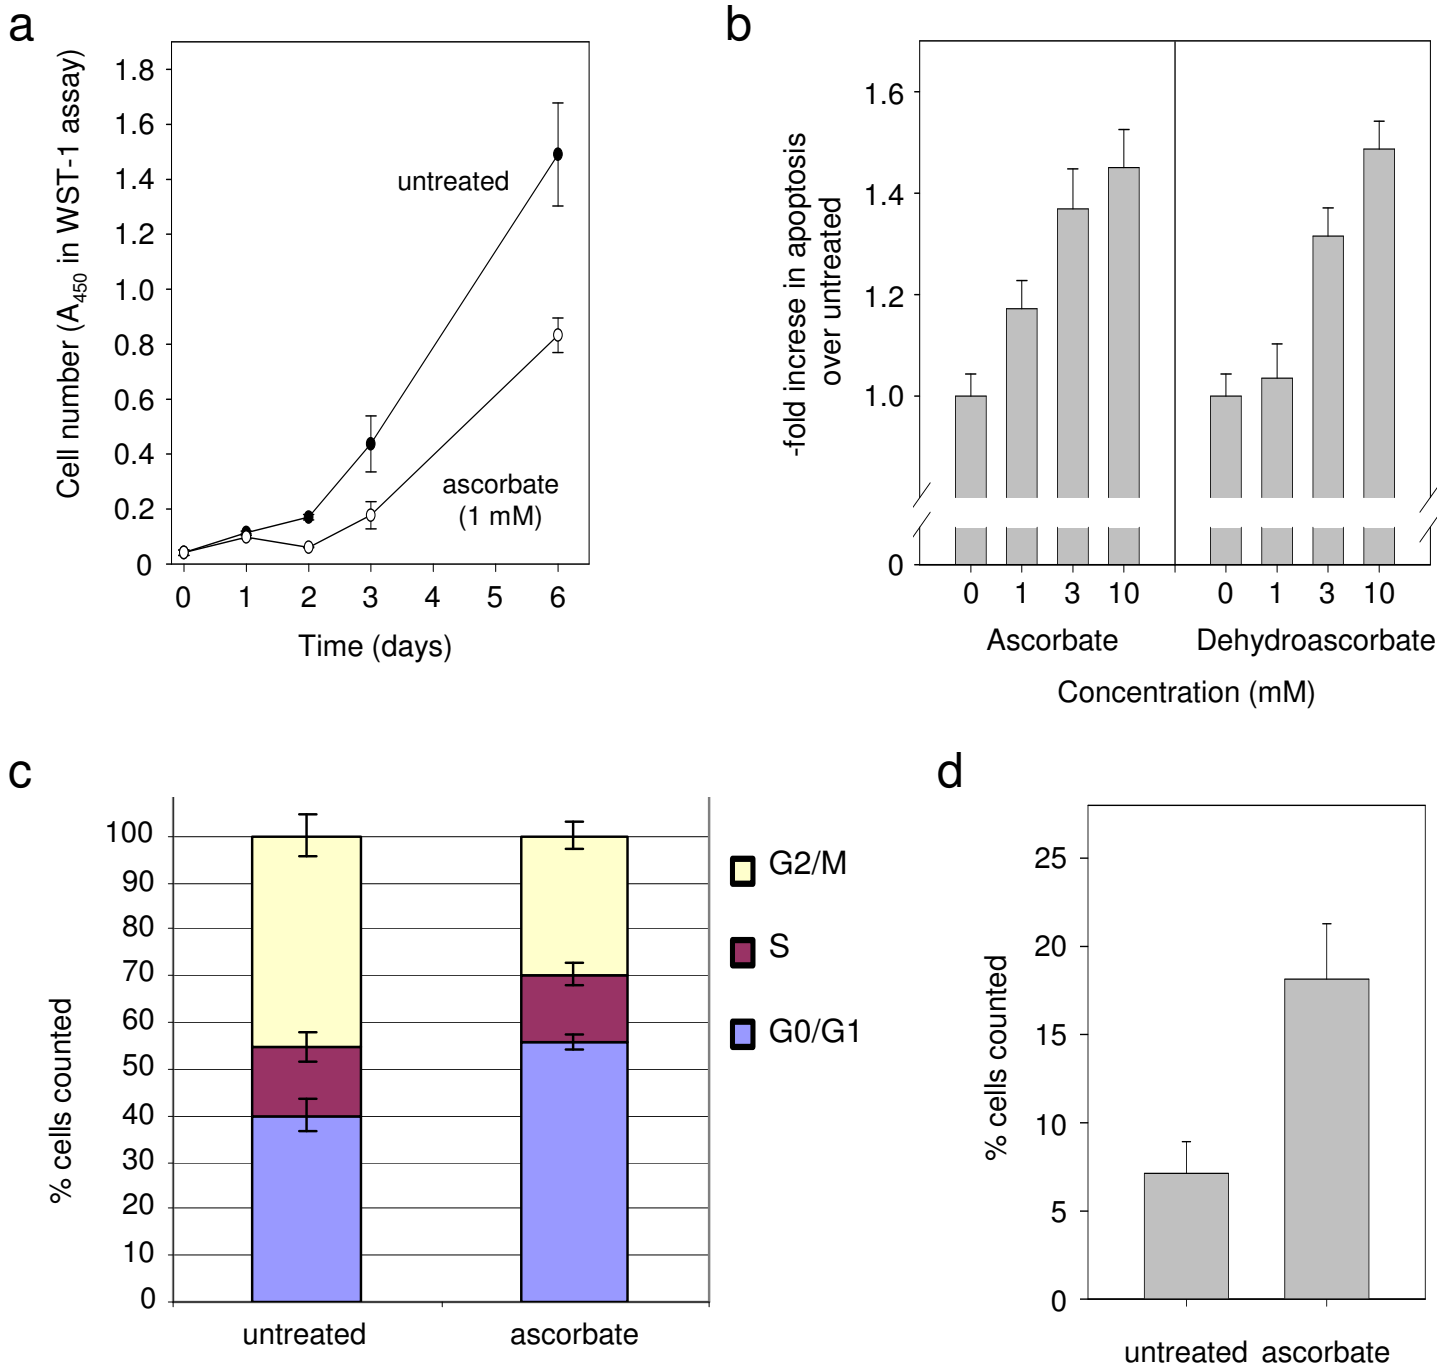 a
Cell number (A450 in WST-1 assay)
1.8
1.6
1.4
1.2
1.0
0.8
0.6
0.4
0.2
0
untreated
ascorbate
(1 mM)
0 1 2 3 4 5 6
Time (days)
b
-fold increse in apoptosis
over untreated
1.6
1.4
1.2
1.0
0
0 1 3 10 0 1 3 10
Ascorbate Dehydroascorbate
Concentration (mM)
c
% cells counted
100
90
80
70
60
50
40
30
20
10
0
untreated ascorbate
G2/M
S
G0/G1
d
% cells counted
25
20
15
10
5
0
untreated ascorbate